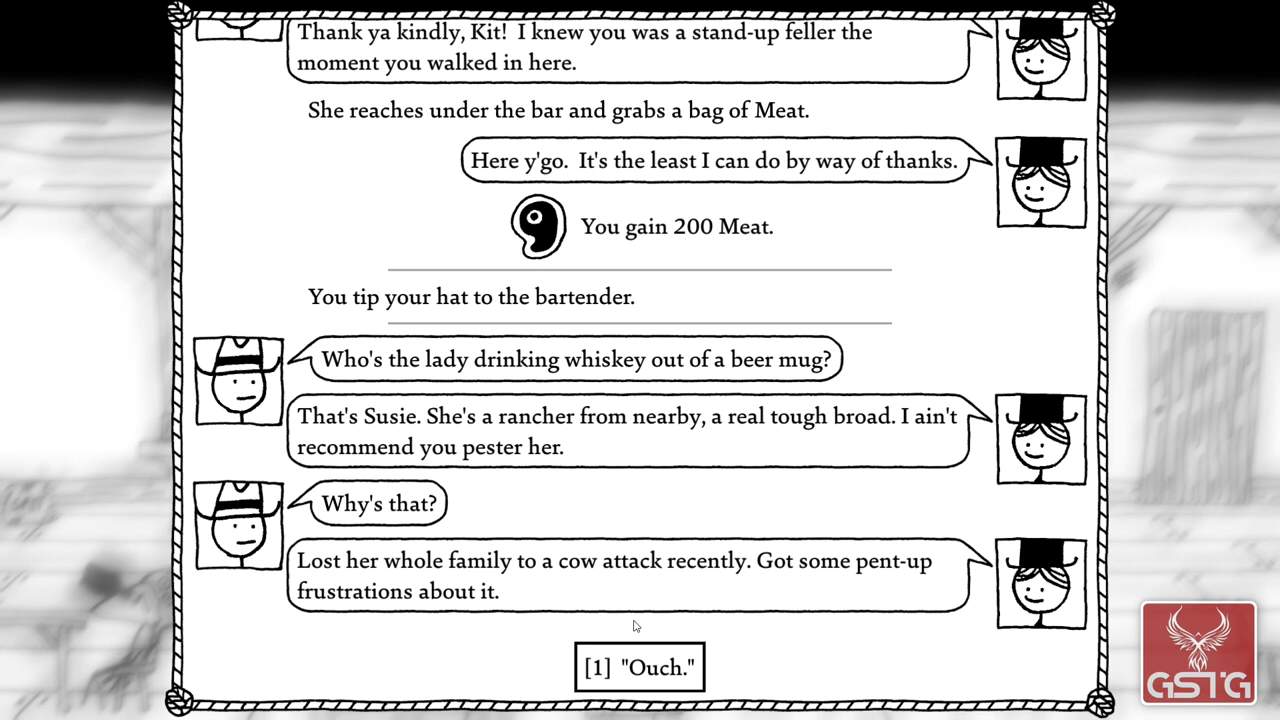 Thank ya kindly, Kit!  I knew you was a stand-up feller the
moment you walked in here.
She reaches under the bar and grabs a bag of Meat.
Here y'go.  It's the least I can do by way of thanks.
You gain 200 Meat.
You tip your hat to the bartender.
Who's the lady drinking whiskey out of a beer mug?
That's Susie. She's a rancher from nearby, a real tough broad. I ain't
recommend you pester her.
Why's that?
Lost her whole family to a cow attack recently. Got some pent-up
frustrations about it.
[1]  "Ouch."
GSTG